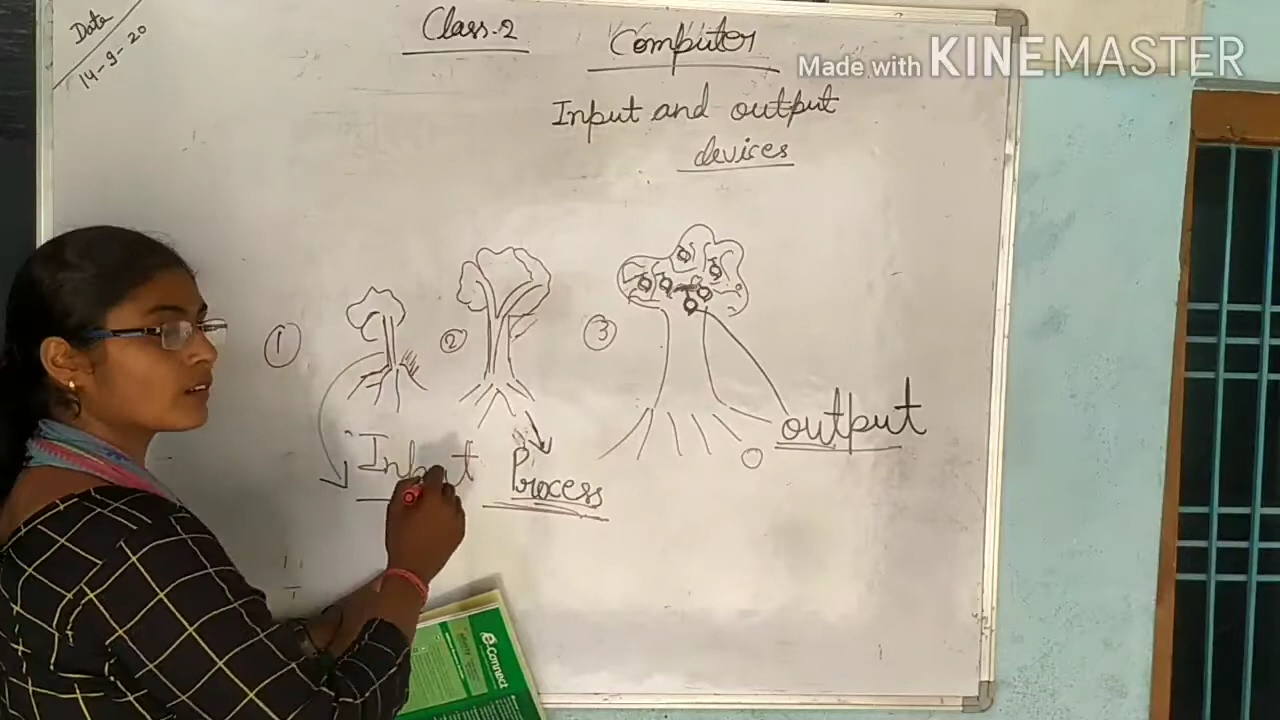 Date
14-9-20
Class-2
Computer
Made with KINEMASTER
Input and output
devices
1
2
3
output
Input
Process
e-Connect